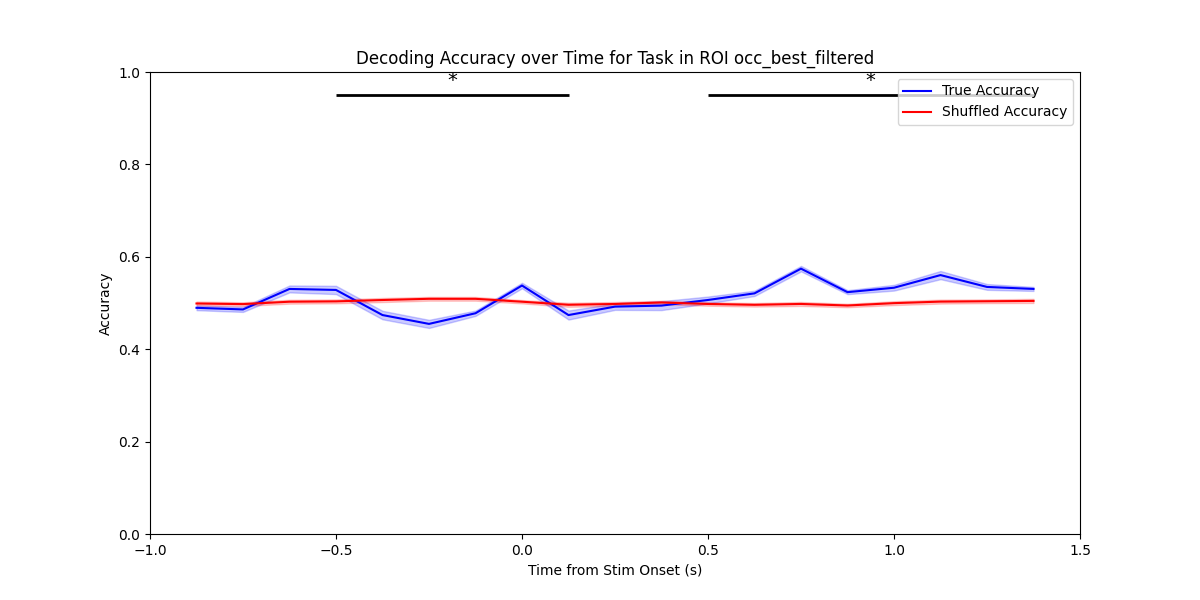 Decoding Accuracy over Time for Task in ROI occ_best_filtered
* *
True Accuracy
Shuffled Accuracy
1.0
0.8
0.6
0.4
0.2
0.0
Accuracy
−1.0 −0.5 0.0 0.5 1.0 1.5
Time from Stim Onset (s)